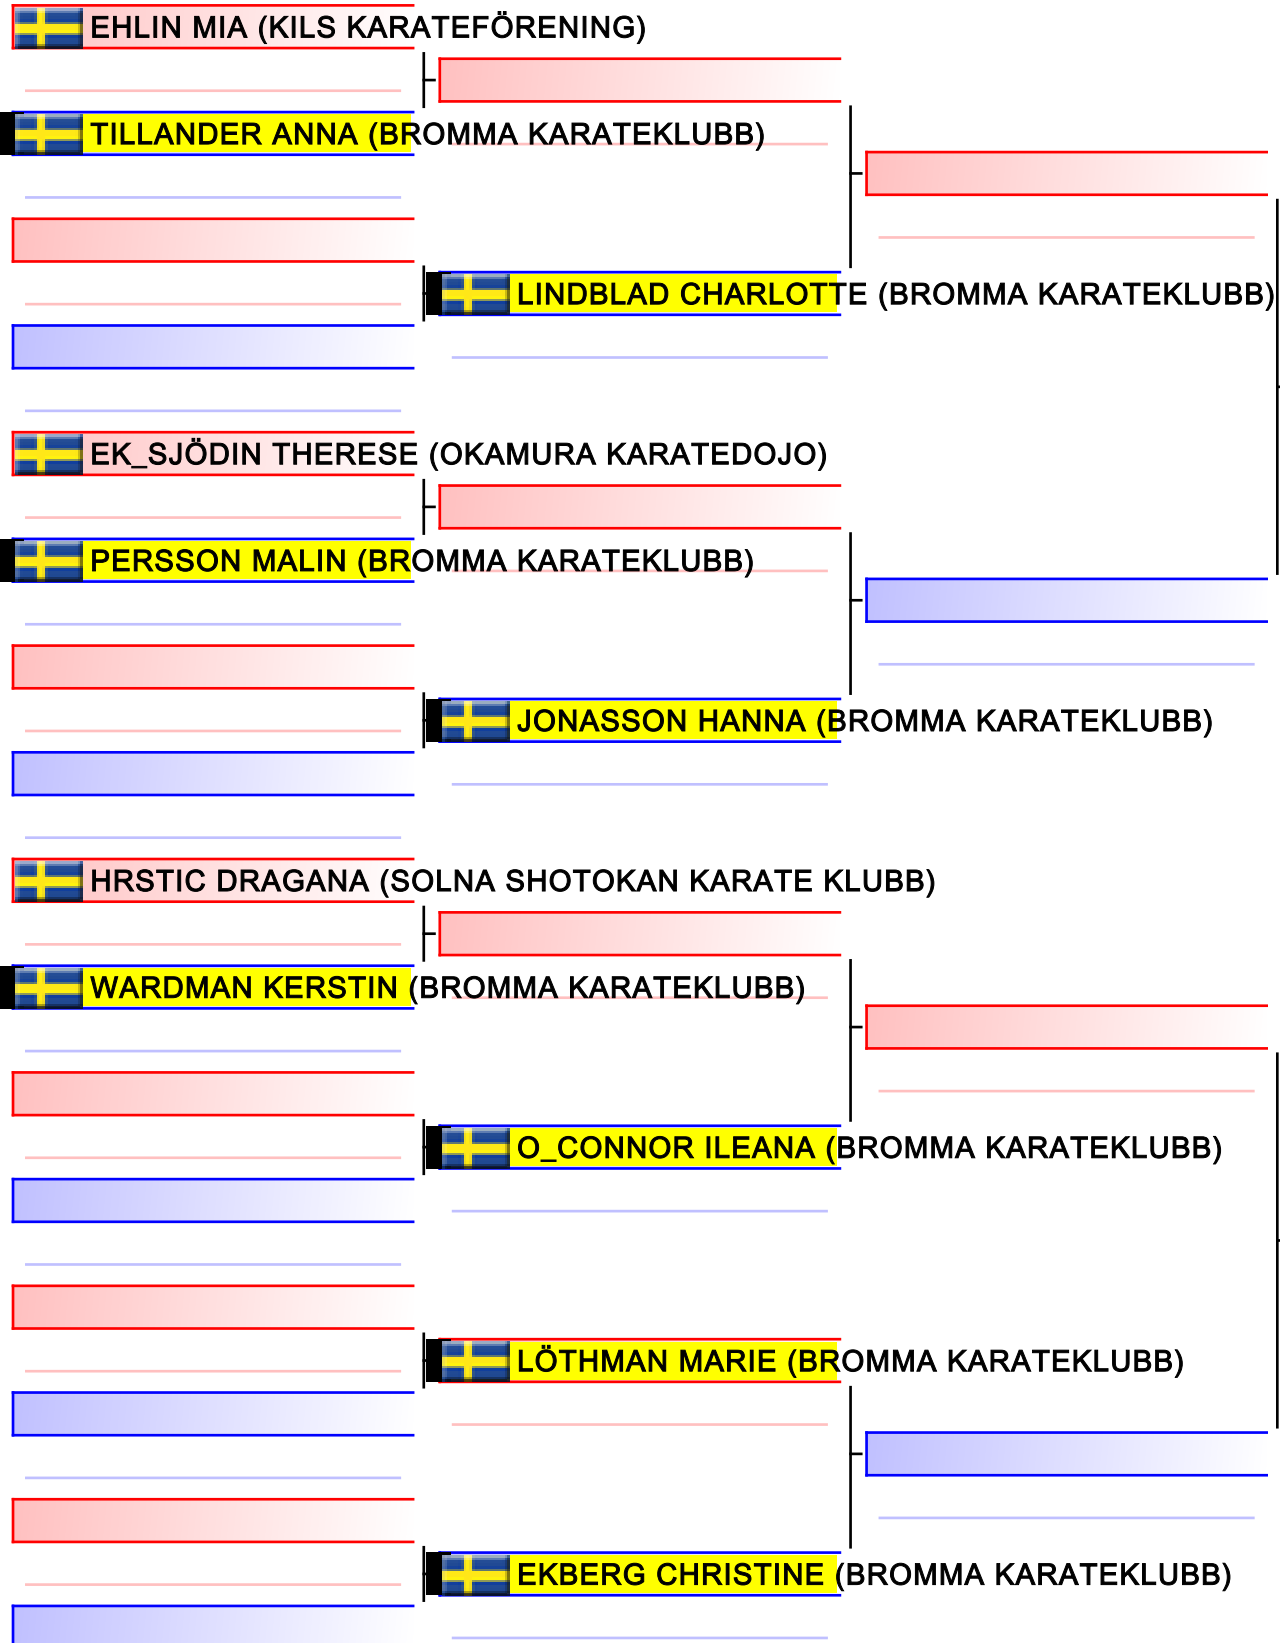 EHLIN MIA (KILS KARATEFÖRENING)
TILLANDER ANNA (BROMMA KARATEKLUBB)
LINDBLAD CHARLOTTE (BROMMA KARATEKLUBB)
EK_SJÖDIN THERESE (OKAMURA KARATEDOJO)
PERSSON MALIN (BROMMA KARATEKLUBB)
JONASSON HANNA (BROMMA KARATEKLUBB)
HRSTIC DRAGANA (SOLNA SHOTOKAN KARATE KLUBB)
WARDMAN KERSTIN (BROMMA KARATEKLUBB)
O_CONNOR ILEANA (BROMMA KARATEKLUBB)
LÖTHMAN MARIE (BROMMA KARATEKLUBB)
EKBERG CHRISTINE (BROMMA KARATEKLUBB)